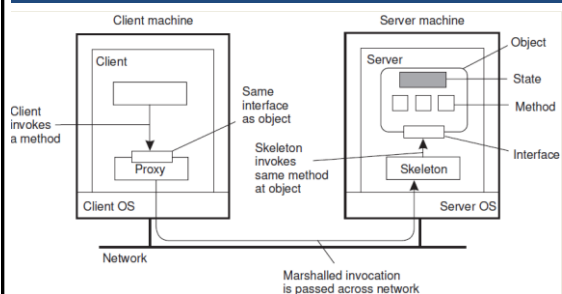 Client machine
Server machine
Object
Client
Server
State
Same
interface
as object
Method
Client
invokes
a method
Skeleton
invokes
same method
at object
Interface
Proxy
Skeleton
Client OS
Server OS
Network
Marshalled invocation
is passed across network